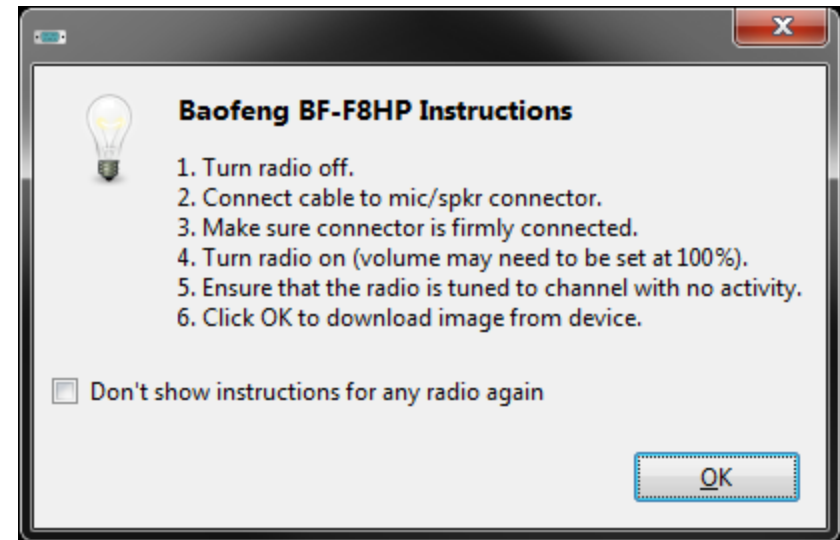 Baofeng BF-F8HP Instructions
1. Turn radio off.
2. Connect cable to mic/spkr connector.
3. Make sure connector is firmly connected.
4. Turn radio on (volume may need to be set at 100%).
5. Ensure that the radio is tuned to channel with no activity.
6. Click OK to download image from device.
Don't show instructions for any radio again
OK